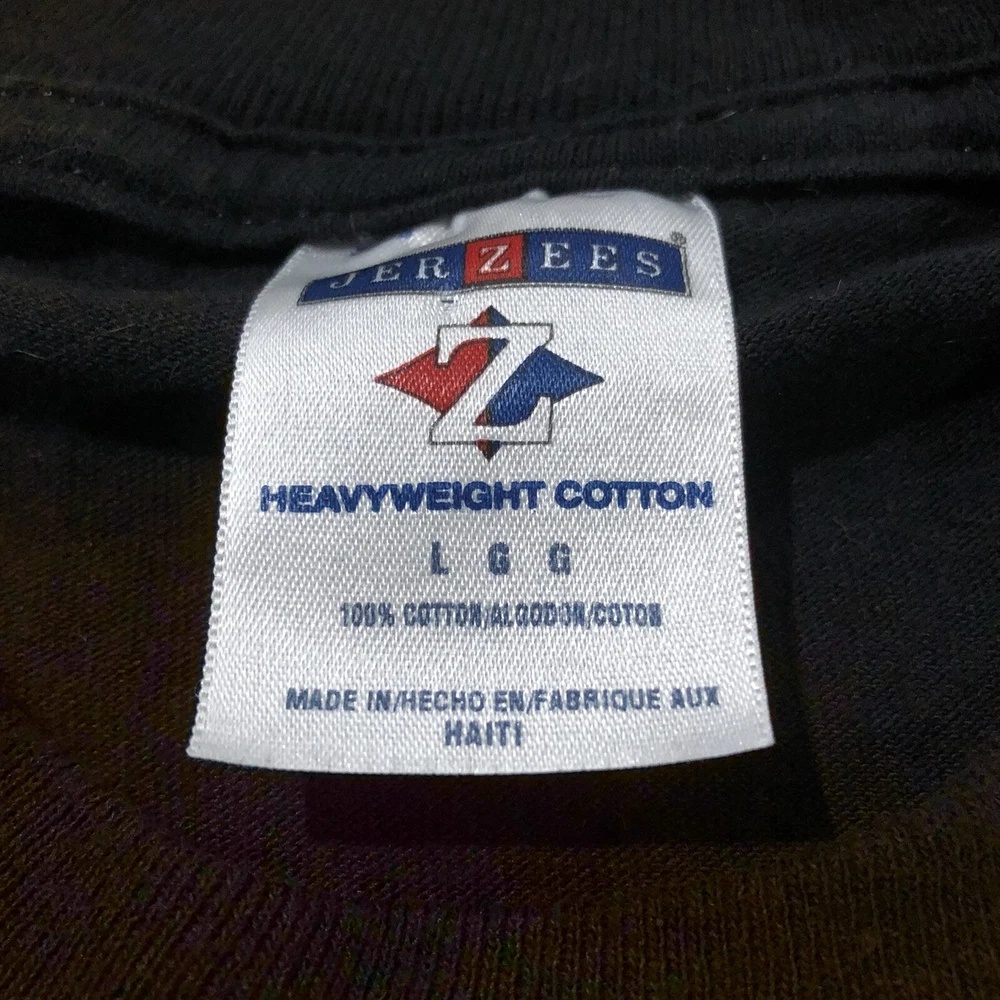 JERZEES®
Z
HEAVYWEIGHT COTTON
L G G
100% COTTON/ALGODON/COTON
MADE IN/HECHO EN/FABRIQUE AUX
HAITI